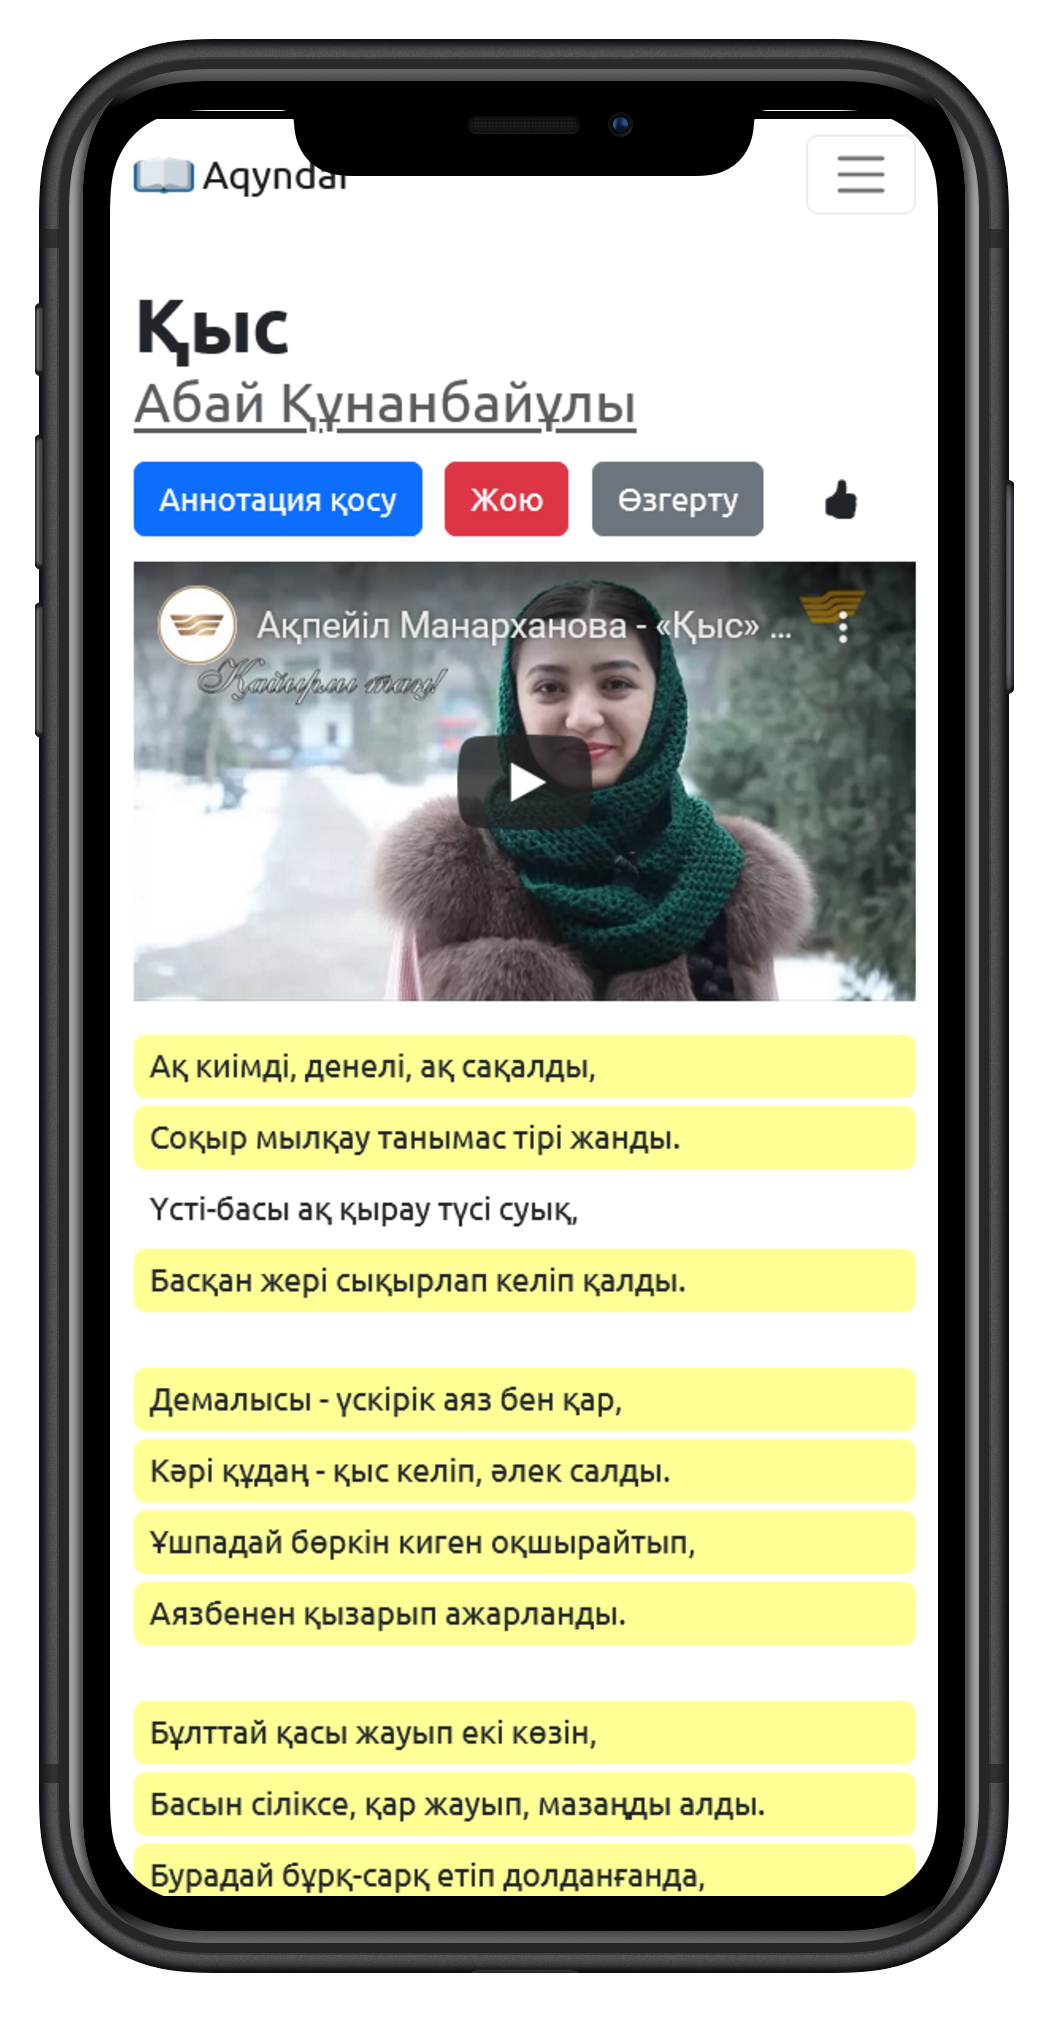 Aqyndar
Қыс
Абай Құнанбайұлы
Аннотация қосу
Жою
Өзгерту
Ақпейіл Манарханова - «Қыс» ...
Қайырлы таң!
Ақ киімді, денелі, ақ сақалды,
Соқыр мылқау танымас тірі жанды.
Үсті-басы ақ қырау түсі суық,
Басқан жері сықырлап келіп қалды.
Демалысы - үскірік аяз бен қар,
Кәрі құдаң - қыс келіп, әлек салды.
Ұшпадай бөркін киген оқшырайтып,
Аязбенен қызарып ажарланды.
Бұлттай қасы жауып екі көзін,
Басын сіліксе, қар жауып, мазаңды алды.
Бурадай бұрқ-сарқ етіп долданғанда,